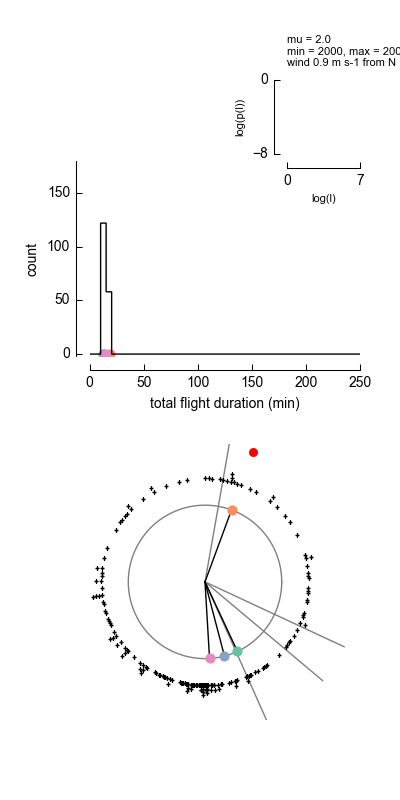 mu = 2.0
min = 2000, max = 200
wind 0.9 m s-1 from N
0
log(p(l))
−8
0 7
log(l)
150
100
count
50
0
0 50 100 150 200 250
total flight duration (min)